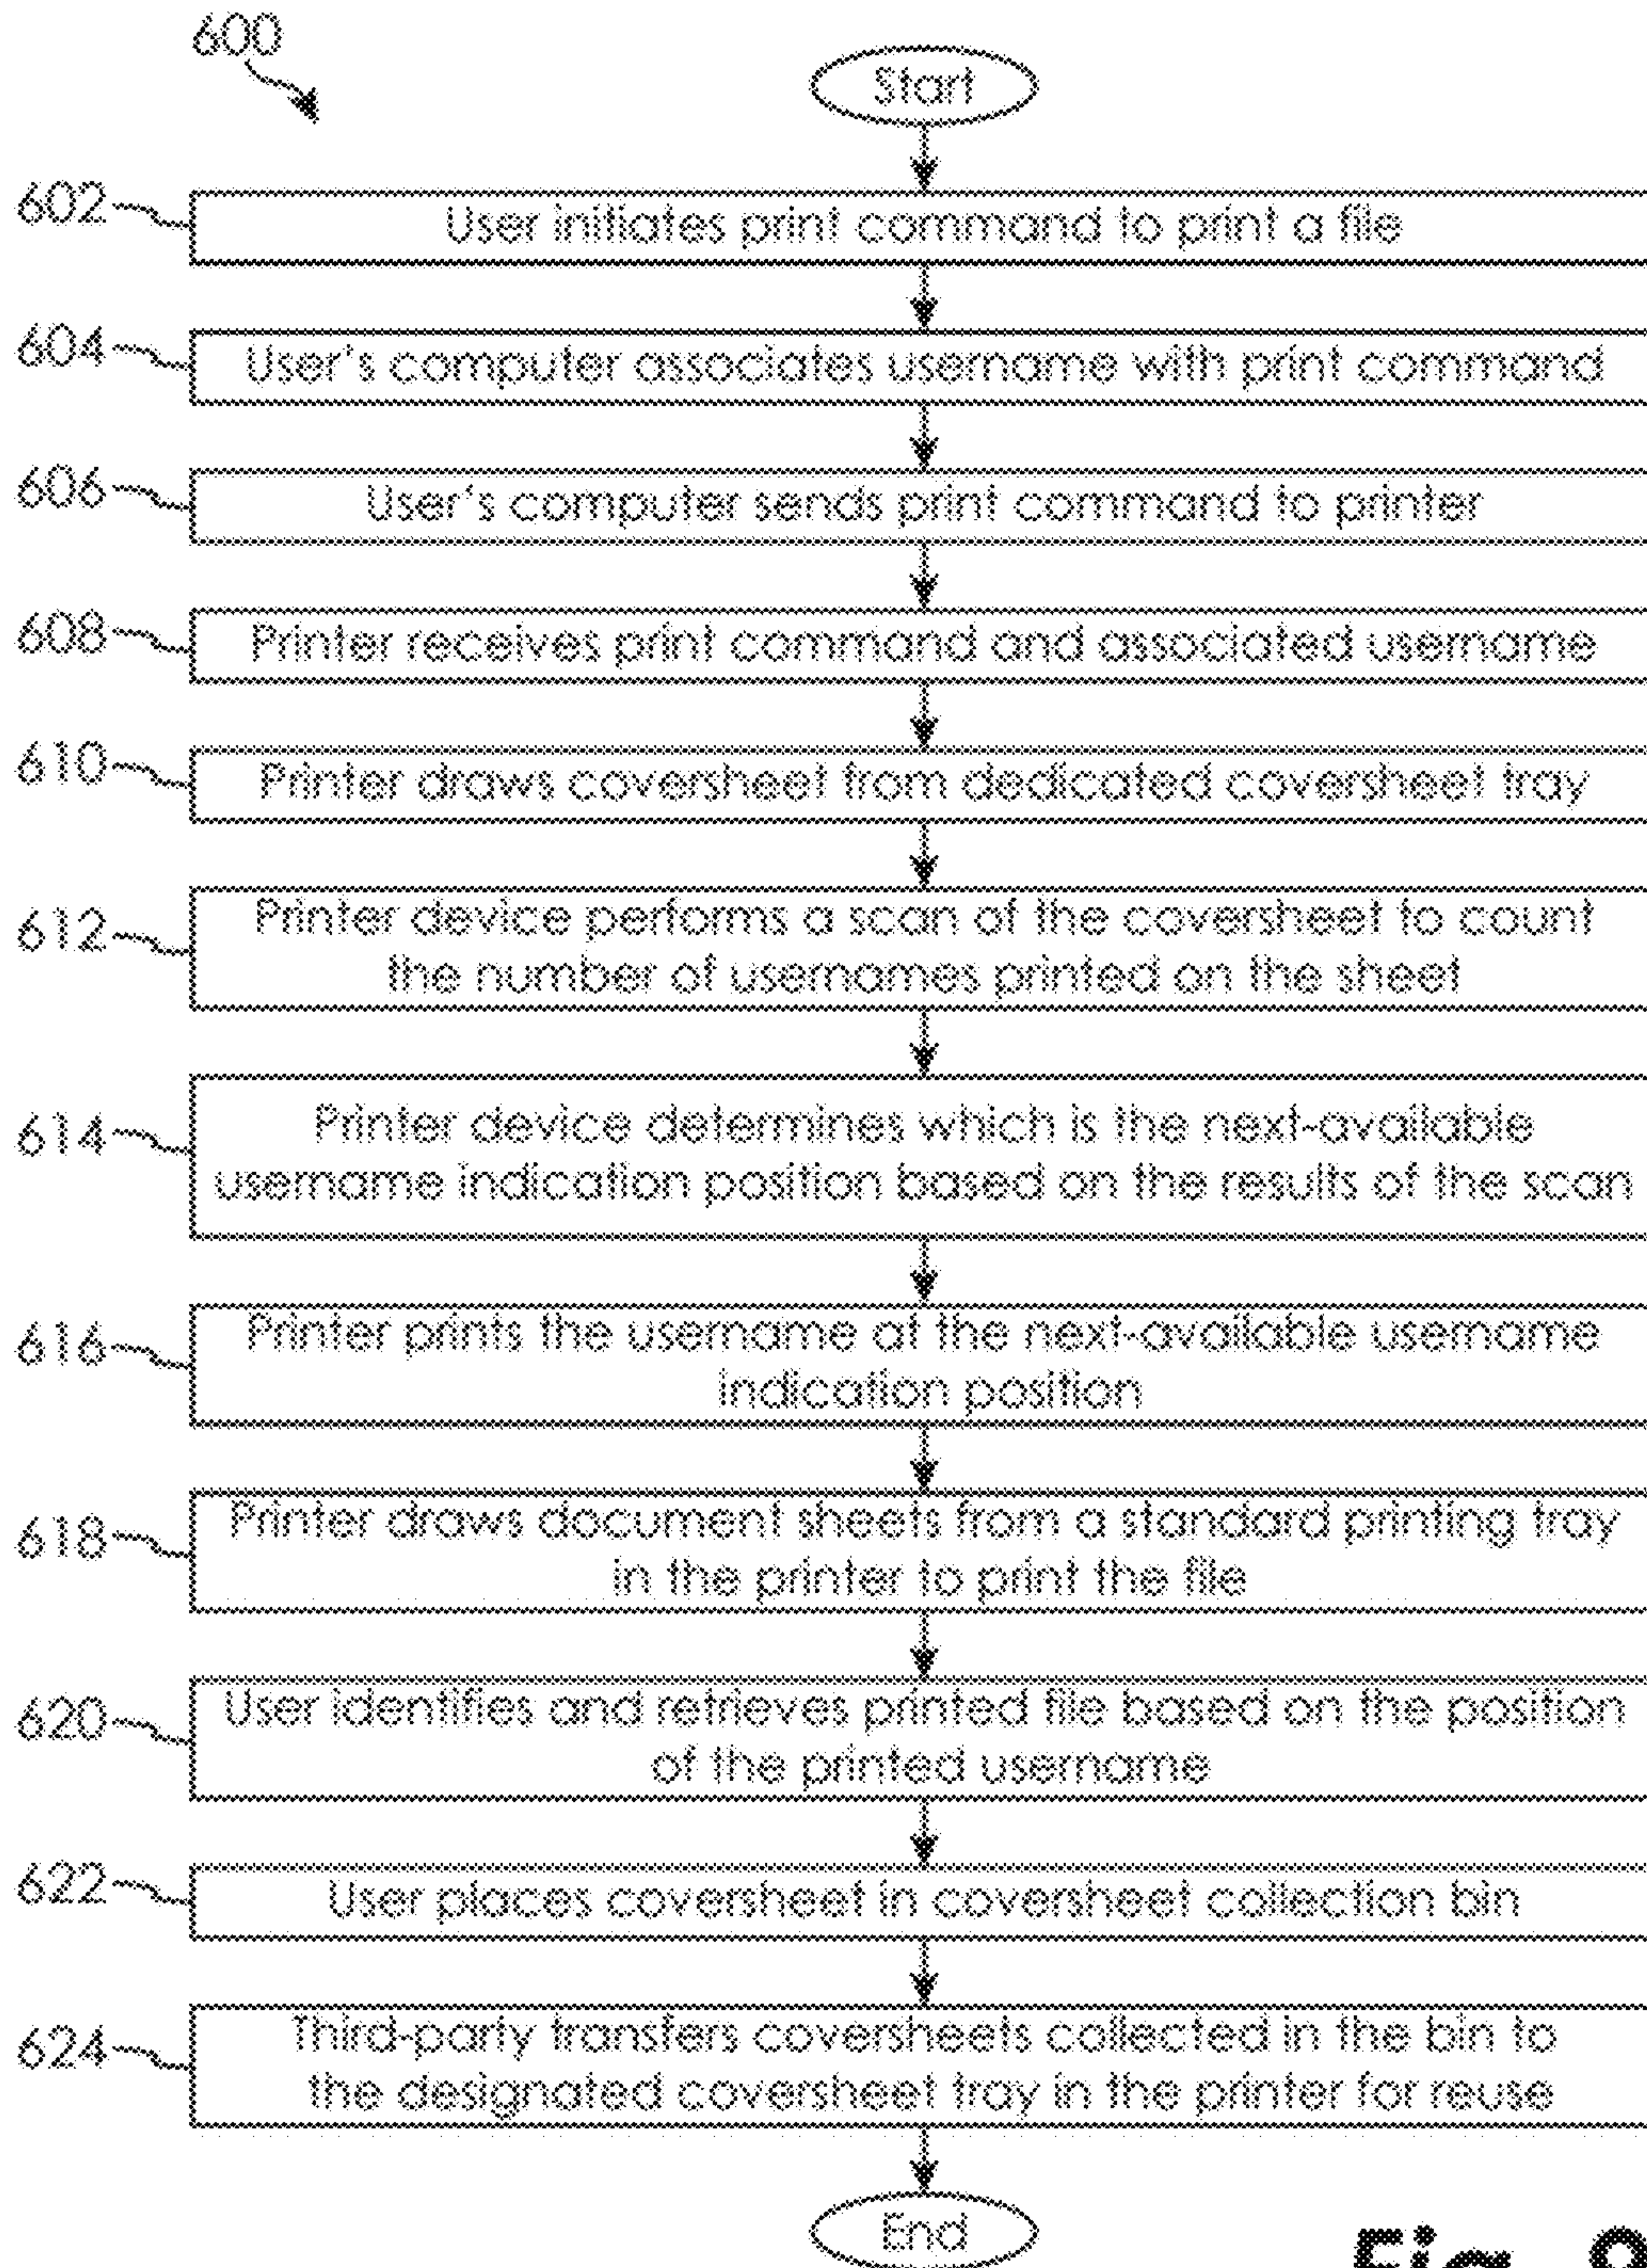 600
Start
602
User initiates print command to print a file
604
User's computer associates username with print command
606
User's computer sends print command to printer
608
Printer receives print command and associated username
610
Printer draws coversheet from dedicated coversheet tray
612
Printer device performs a scan of the coversheet to count
the number of usernames printed on the sheet
614
Printer device determines which is the next-available
username indication position based on the results of the scan
616
Printer prints the username at the next-available username
indication position
618
Printer draws document sheets from a standard printing tray
in the printer to print the file
620
User identifies and retrieves printed file based on the position
of the printed username
622
User places coversheet in coversheet collection bin
624
Third-party transfers coversheets collected in the bin to
the designated coversheet tray in the printer for reuse
End
Fig.